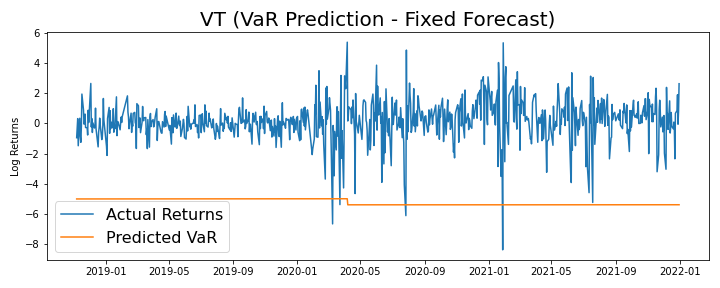 VT (VaR Prediction - Fixed Forecast)
Log Returns
6
4
2
0
−2
−4
−6
−8
Actual Returns
Predicted VaR
2019-01 2019-05 2019-09 2020-01 2020-05 2020-09 2021-01 2021-05 2021-09 2022-01